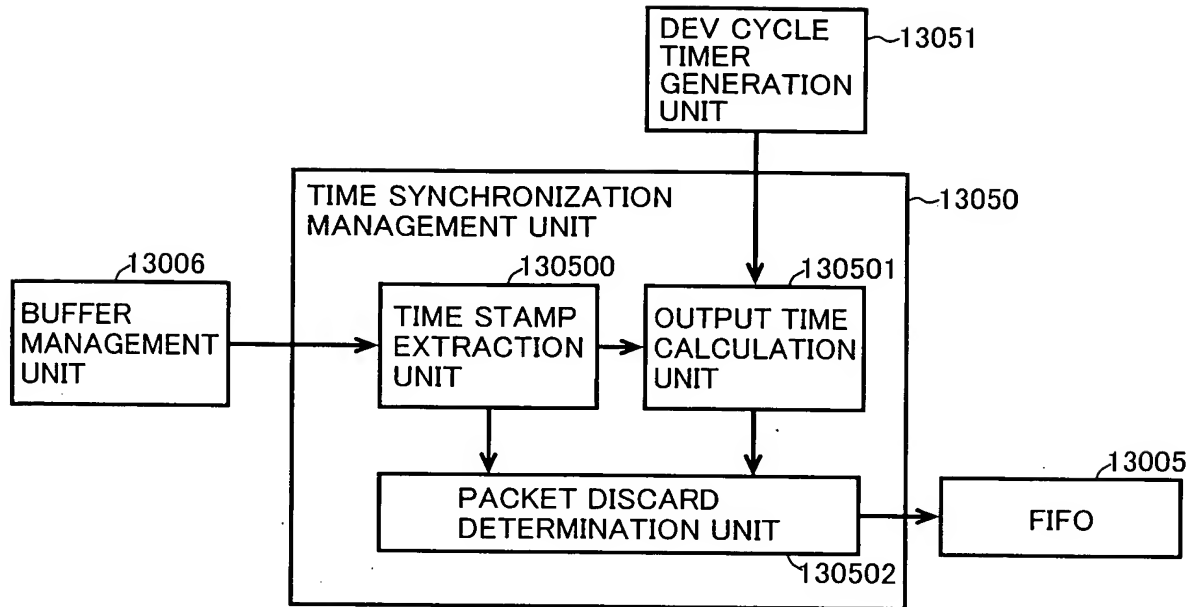 DEV CYCLE
TIMER
GENERATION
UNIT
13051
TIME SYNCHRONIZATION
MANAGEMENT UNIT
13050
13006
BUFFER
MANAGEMENT
UNIT
130500
TIME STAMP
EXTRACTION
UNIT
130501
OUTPUT TIME
CALCULATION
UNIT
PACKET DISCARD
DETERMINATION UNIT
130502
13005
FIFO